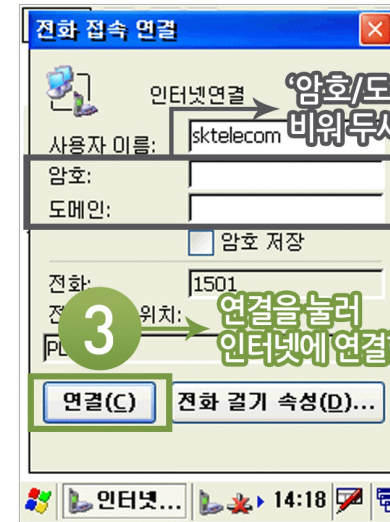 전화 접속 연결
인터넷연결
'암호/도
비워 두시
사용자 이름:
sktelecom
암호:
도메인:
암호 저장
전화:
1501
위치:
3
연결을 눌러
인터넷에 연결
연결(C)
전화 걸기 속성(D)...
인터넷...
14:18